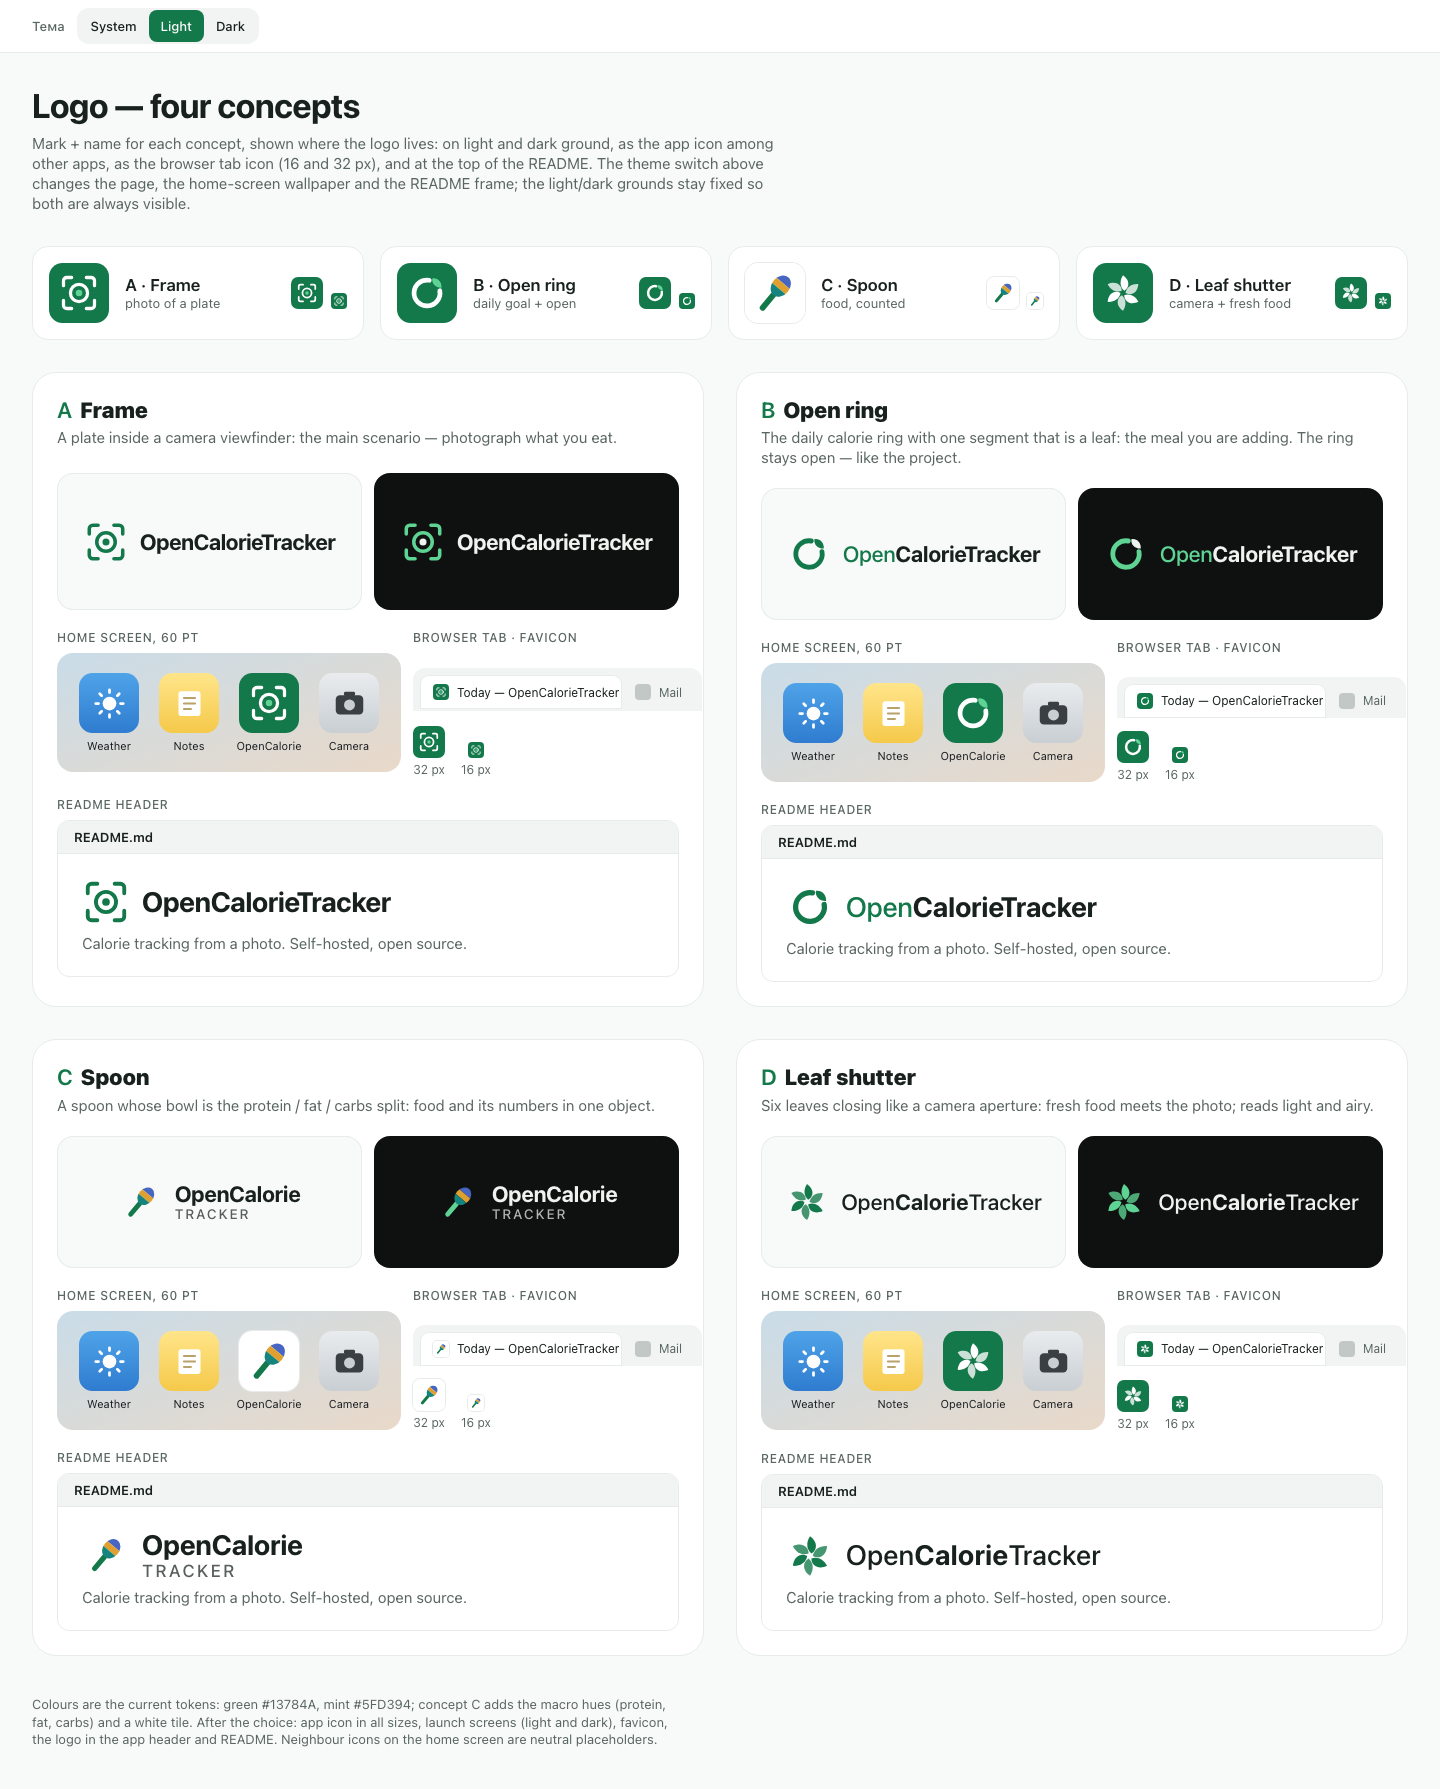 Тема
System
Light
Dark
Logo — four concepts
Mark + name for each concept, shown where the logo lives: on light and dark ground, as the app icon among
other apps, as the browser tab icon (16 and 32 px), and at the top of the README. The theme switch above
changes the page, the home-screen wallpaper and the README frame; the light/dark grounds stay fixed so
both are always visible.
A · Frame
photo of a plate
B · Open ring
daily goal + open
C · Spoon
food, counted
D · Leaf shutter
camera + fresh food
A Frame
A plate inside a camera viewfinder: the main scenario — photograph what you eat.
OpenCalorieTracker
OpenCalorieTracker
HOME SCREEN, 60 PT
Weather
Notes
OpenCalorie
Camera
BROWSER TAB · FAVICON
Today — OpenCalorieTracker
Mail
32 px
16 px
README HEADER
README.md
OpenCalorieTracker
Calorie tracking from a photo. Self-hosted, open source.
B Open ring
The daily calorie ring with one segment that is a leaf: the meal you are adding. The ring
stays open — like the project.
OpenCalorieTracker
OpenCalorieTracker
HOME SCREEN, 60 PT
Weather
Notes
OpenCalorie
Camera
BROWSER TAB · FAVICON
Today — OpenCalorieTracker
Mail
32 px
16 px
README HEADER
README.md
OpenCalorieTracker
Calorie tracking from a photo. Self-hosted, open source.
C Spoon
A spoon whose bowl is the protein / fat / carbs split: food and its numbers in one object.
OpenCalorie
TRACKER
OpenCalorie
TRACKER
HOME SCREEN, 60 PT
Weather
Notes
OpenCalorie
Camera
BROWSER TAB · FAVICON
Today — OpenCalorieTracker
Mail
32 px
16 px
README HEADER
README.md
OpenCalorie
TRACKER
Calorie tracking from a photo. Self-hosted, open source.
D Leaf shutter
Six leaves closing like a camera aperture: fresh food meets the photo; reads light and airy.
OpenCalorieTracker
OpenCalorieTracker
HOME SCREEN, 60 PT
Weather
Notes
OpenCalorie
Camera
BROWSER TAB · FAVICON
Today — OpenCalorieTracker
Mail
32 px
16 px
README HEADER
README.md
OpenCalorieTracker
Calorie tracking from a photo. Self-hosted, open source.
Colours are the current tokens: green #13784A, mint #5FD394; concept C adds the macro hues (protein,
fat, carbs) and a white tile. After the choice: app icon in all sizes, launch screens (light and dark), favicon,
the logo in the app header and README. Neighbour icons on the home screen are neutral placeholders.